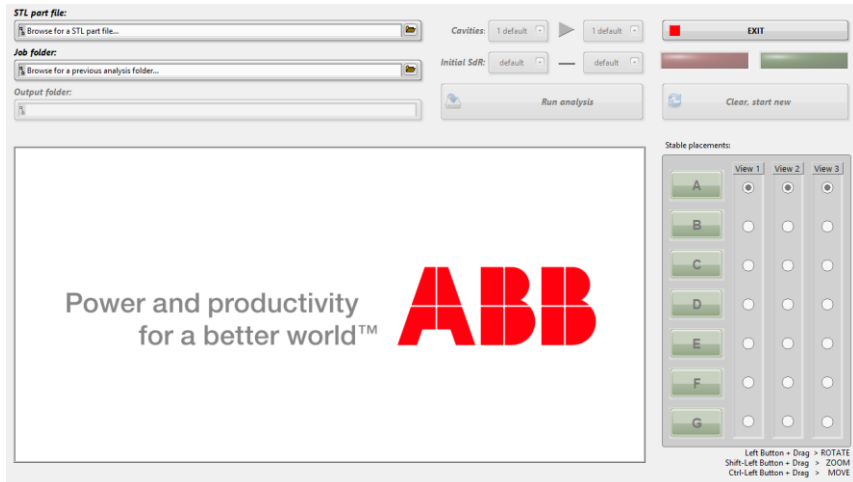 STL part file:
Browse for a STL part file...
Job folder:
Browse for a previous analysis folder...
Output folder:
Cavities: 1 default 1 default
Initial SdR: default default
Run analysis
EXIT
Clear, start new
Power and productivity
for a better world™
ABB
Stable placements:
View 1 View 2 View 3
A
B
C
D
E
F
G
Left Button + Drag > ROTATE
Shift-Left Button + Drag > ZOOM
Ctrl-Left Button + Drag > MOVE